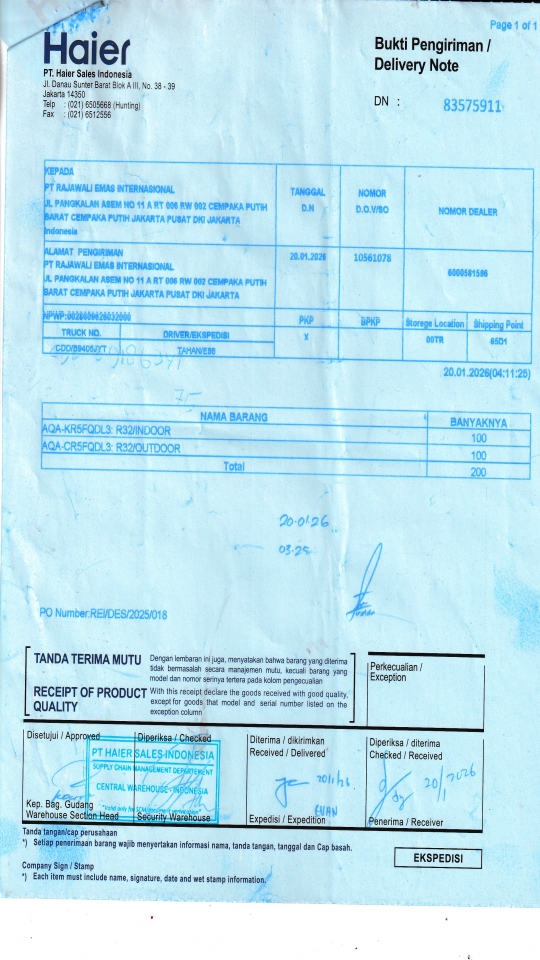 Page 1 of 1
Haier
Bukti Pengiriman /
Delivery Note
PT. Haier Sales Indonesia
Jl. Danau Sunter Barat Blok A III, No. 38 - 39
Jakarta 14350
Telp : (021) 6505668 (Hunting)
Fax : (021) 6512556
DN : 83575911
KEPADA
PT RAJAWALI EMAS INTERNASIONAL
JL PANGKALAN ASEM NO 11 A RT 006 RW 002 CEMPAKA PUTIH
BARAT CEMPAKA PUTIH JAKARTA PUSAT DKI JAKARTA
Indonesia
TANGGAL
D.N
NOMOR
D.O.V/SO
NOMOR DEALER
ALAMAT PENGIRIMAN
PT RAJAWALI EMAS INTERNASIONAL
JL PANGKALAN ASEM NO 11 A RT 006 RW 002 CEMPAKA PUTIH
BARAT CEMPAKA PUTIH JAKARTA PUSAT DKI JAKARTA
20.01.2026
10561078
6000581586
PKP
BPKP
Storege Location
Shipping Point
TRUCK NO.
DRIVER/EKSPEDISI
X
00TR
85D1
TAHAN/E86
20.01.2026(04:11:25)
NAMA BARANG
BANYAKNYA
AQA-KR5FQDL3: R32/INDOOR
100
AQA-CR5FQDL3: R32/OUTDOOR
100
Total
200
20-01-26
03.25
PO Number:REI/DES/2025/018
TANDA TERIMA MUTU
Dengan lembaran ini juga, menyatakan bahwa barang yang diterima
tidak bermasalah secara manajemen mutu, kecuali barang yang
model dan nomor serinya tertera pada kolom pengecualian
RECEIPT OF PRODUCT
QUALITY
With this receipt declare the goods received with good quality,
except for goods that model and serial number listed on the
exception column
Perkecualian /
Exception
Disetujui / Approved
Diperiksa / Checked
Diterima / dikirimkan
Received / Delivered
Diperiksa / diterima
Checked / Received
PT HAIER SALES INDONESIA
SUPPLY CHAIN MANAGEMENT DEPARTEMENT
CENTRAL WAREHOUSE - INDONESIA
20/1/26
20/1/2026
EVAN
Kep. Bag. Gudang
Warehouse Section Head
Security Warehouse
Expedisi / Expedition
Penerima / Receiver
Tanda tangan/cap perusahaan
*) Setiap penerimaan barang wajib menyertakan informasi nama, tanda tangan, tanggal dan Cap basah.
EKSPEDISI
Company Sign / Stamp
*) Each item must include name, signature, date and wet stamp information.